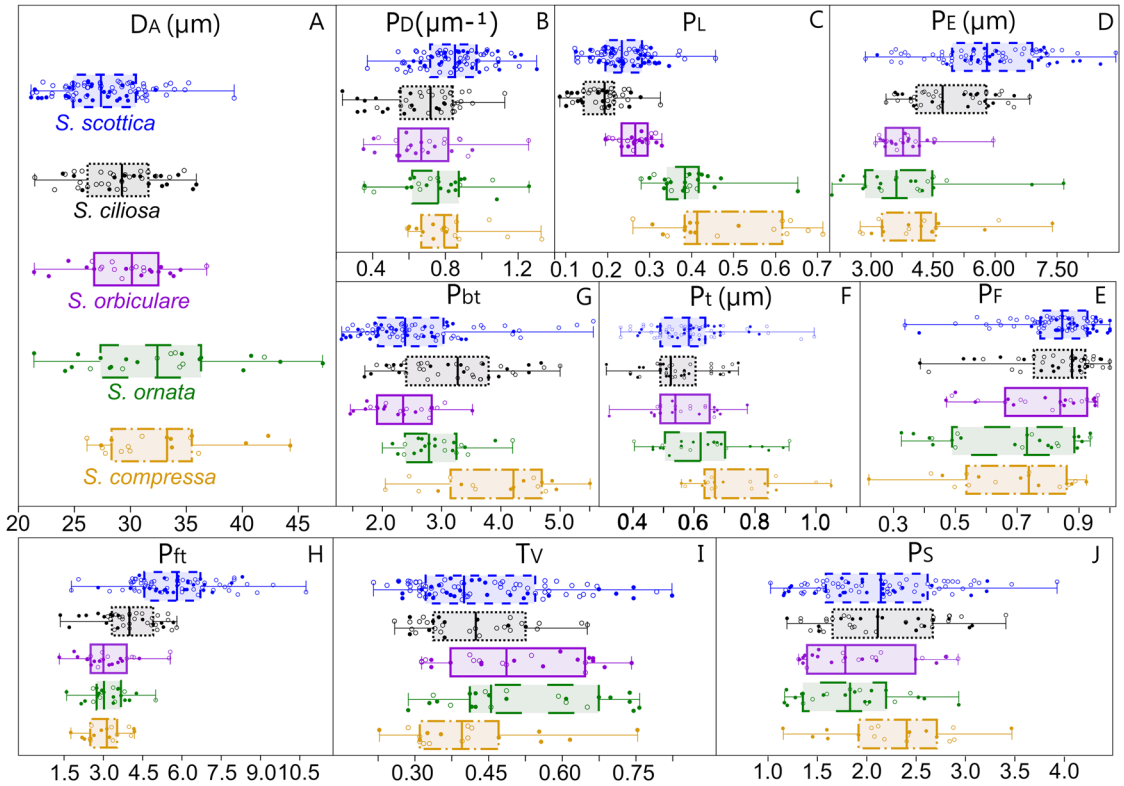 DA (µm) A
S. scottica
S. ciliosa
S. orbiculare
S. ornata
S. compressa
20 25 30 35 40 45
PD(µm-¹) B
0.4 0.8 1.2
PL C
0.1 0.2 0.3 0.4 0.5 0.6 0.7
PE (µm) D
3.00 4.50 6.00 7.50
Pbt G
2.0 3.0 4.0 5.0
Pt (µm) F
0.4 0.6 0.8 1.0
PF E
0.3 0.5 0.7 0.9
Pft H
1.5 3.0 4.5 6.0 7.5 9.0 10.5
TV I
0.30 0.45 0.60 0.75
PS J
1.0 1.5 2.0 2.5 3.0 3.5 4.0